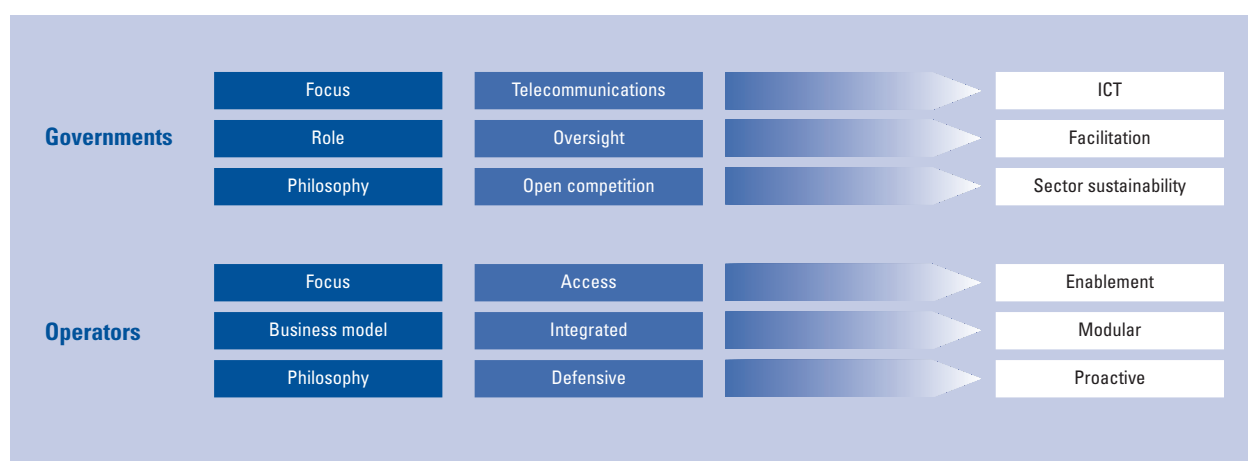 Focus Telecommunications ICT
Governments Role Oversight Facilitation
Philosophy Open competition Sector sustainability
Focus Access Enablement
Operators Business model Integrated Modular
Philosophy Defensive Proactive